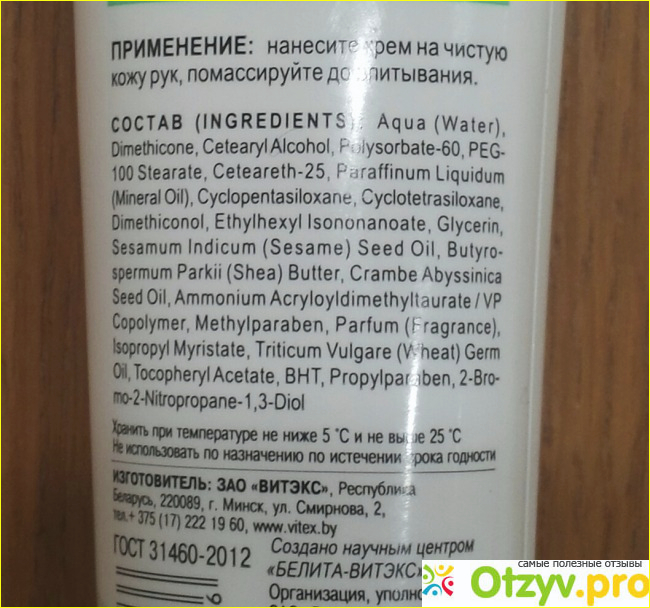 ПРИМЕНЕНИЕ: нанесите крем на чистую
кожу рук, помассируйте до впитывания.
СОСТАВ (INGREDIENTS): Aqua (Water),
Dimethicone, Cetearyl Alcohol, Polysorbate-60, PEG-
100 Stearate, Ceteareth-25, Paraffinum Liquidum
(Mineral Oil), Cyclopentasiloxane, Cyclotetrasiloxane,
Dimethiconol, Ethylhexyl Isononanoate, Glycerin,
Sesamum Indicum (Sesame) Seed Oil, Butyro-
spermum Parkii (Shea) Butter, Crambe Abyssinica
Seed Oil, Ammonium Acryloyldimethyltaurate / VP
Copolymer, Methylparaben, Parfum (Fragrance),
Isopropyl Myristate, Triticum Vulgare (Wheat) Germ
Oil, Tocopheryl Acetate, BHT, Propylparaben, 2-Bro-
mo-2-Nitropropane-1,3-Diol
Хранить при температуре не ниже 5 °C и не выше 25 °C
Не использовать по назначению по истечении срока годности
ИЗГОТОВИТЕЛЬ: ЗАО «ВИТЭКС», Республика
Беларусь, 220089, г. Минск, ул. Смирнова, 2,
тел.+ 375 (17) 222 19 60, www.vitex.by
ГОСТ 31460-2012
Создано научным центром
«БЕЛИТА-ВИТЭКС»
Организация, уполно
самые полезные отзывы
Otzyv.pro